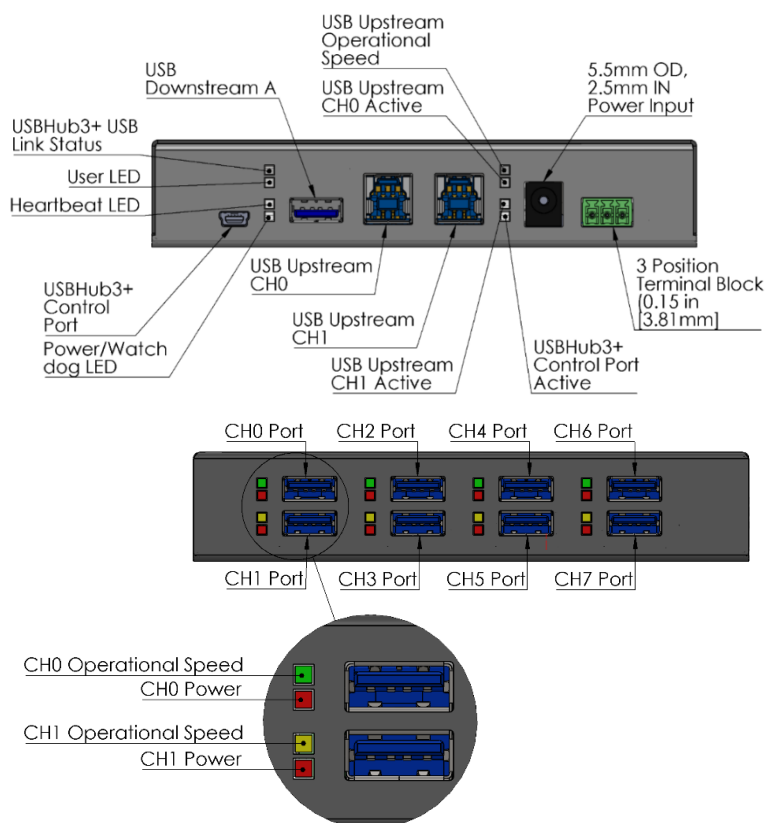 USB Upstream
Operational
Speed
USB
Downstream A
USB Upstream
CH0 Active
5.5mm OD,
2.5mm IN
Power Input
USBHub3+ USB
Link Status
User LED
Heartbeat LED
USB Upstream
CH0
USBHub3+
Control
Port
USB Upstream
CH1
3 Position
Terminal Block
(0.15 in
[3.81mm]
Power/Watch
dog LED
USB Upstream
CH1 Active
USBHub3+
Control Port
Active
CH0 Port
CH2 Port
CH4 Port
CH6 Port
CH1 Port
CH3 Port
CH5 Port
CH7 Port
CH0 Operational Speed
CH0 Power
CH1 Operational Speed
CH1 Power